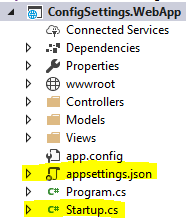 ConfigSettings.WebApp
Connected Services
Dependencies
Properties
wwwroot
Controllers
Models
Views
app.config
appsettings.json
C# Program.cs
C# Startup.cs